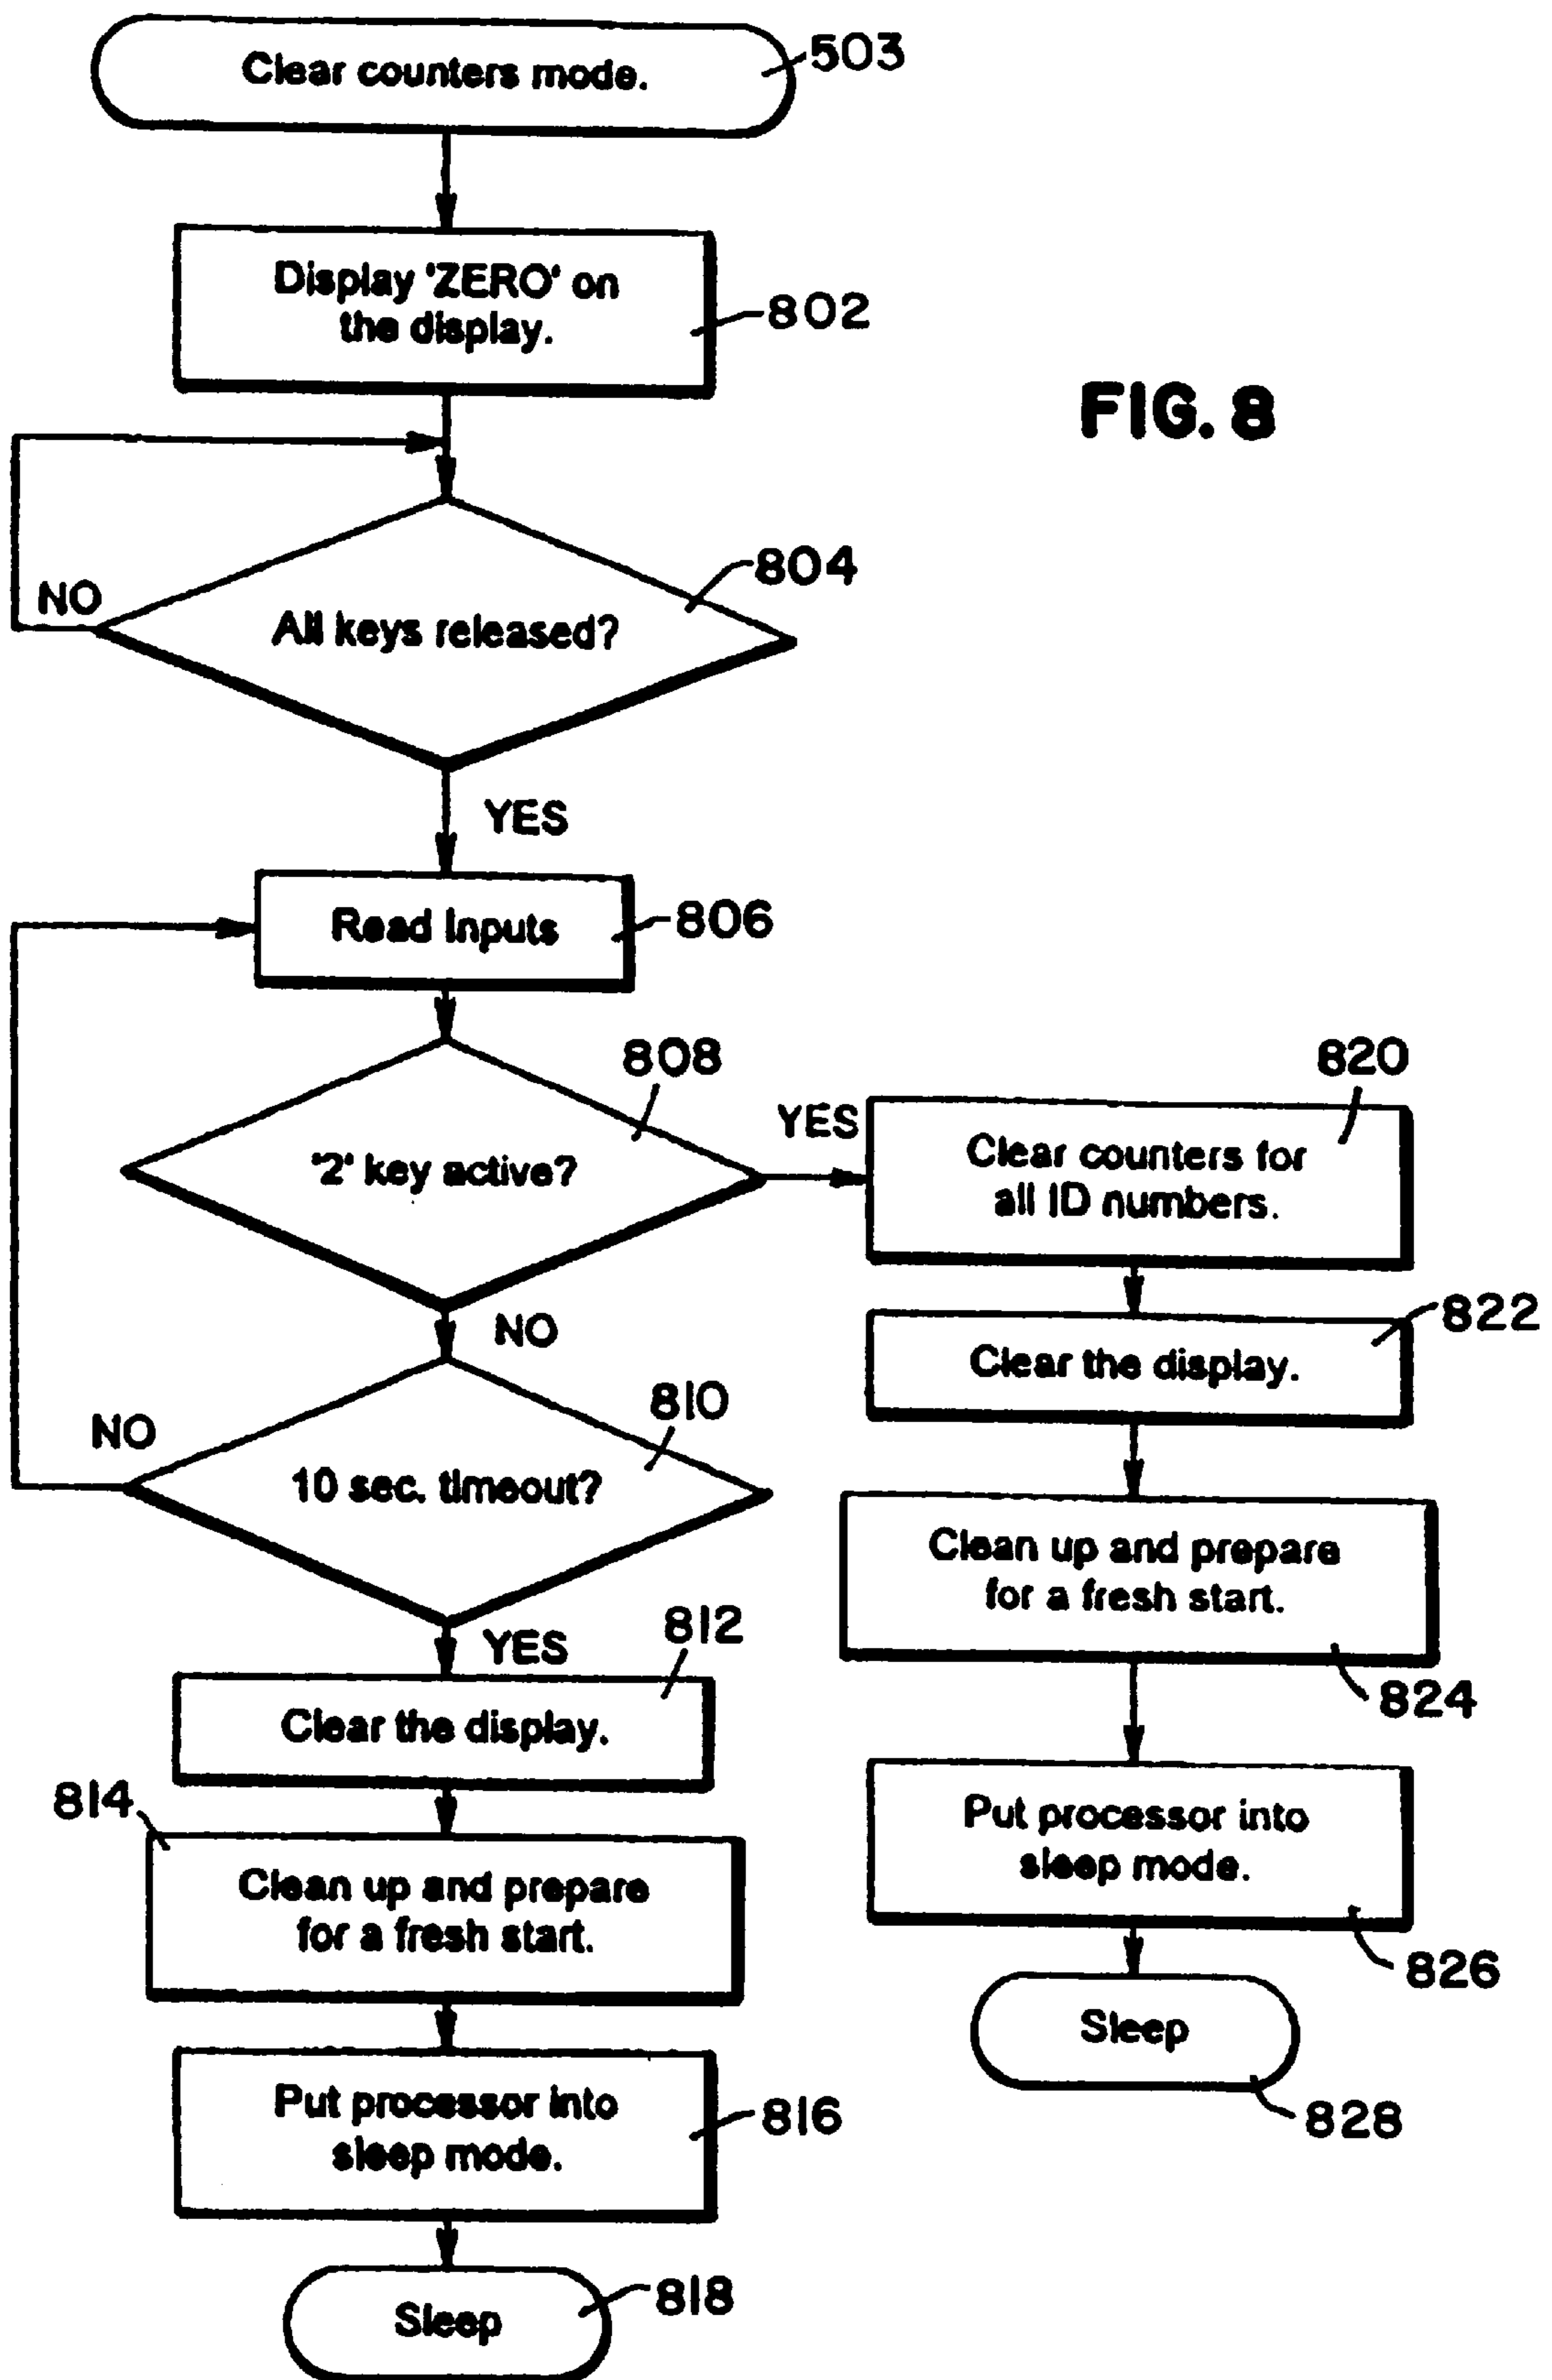 Clear counters mode.
503
Display 'ZERO' on
the display.
802
FIG. 8
804
NO
All keys released?
YES
Read Inputs
806
808
'2' key active?
YES
820
Clear counters for
all ID numbers.
NO
822
Clear the display.
810
NO
10 sec. timeout?
Clean up and prepare
for a fresh start.
824
YES
812
Clear the display.
814
Clean up and prepare
for a fresh start.
Put processor into
sleep mode.
826
Sleep
828
Put processor into
sleep mode.
816
Sleep
818